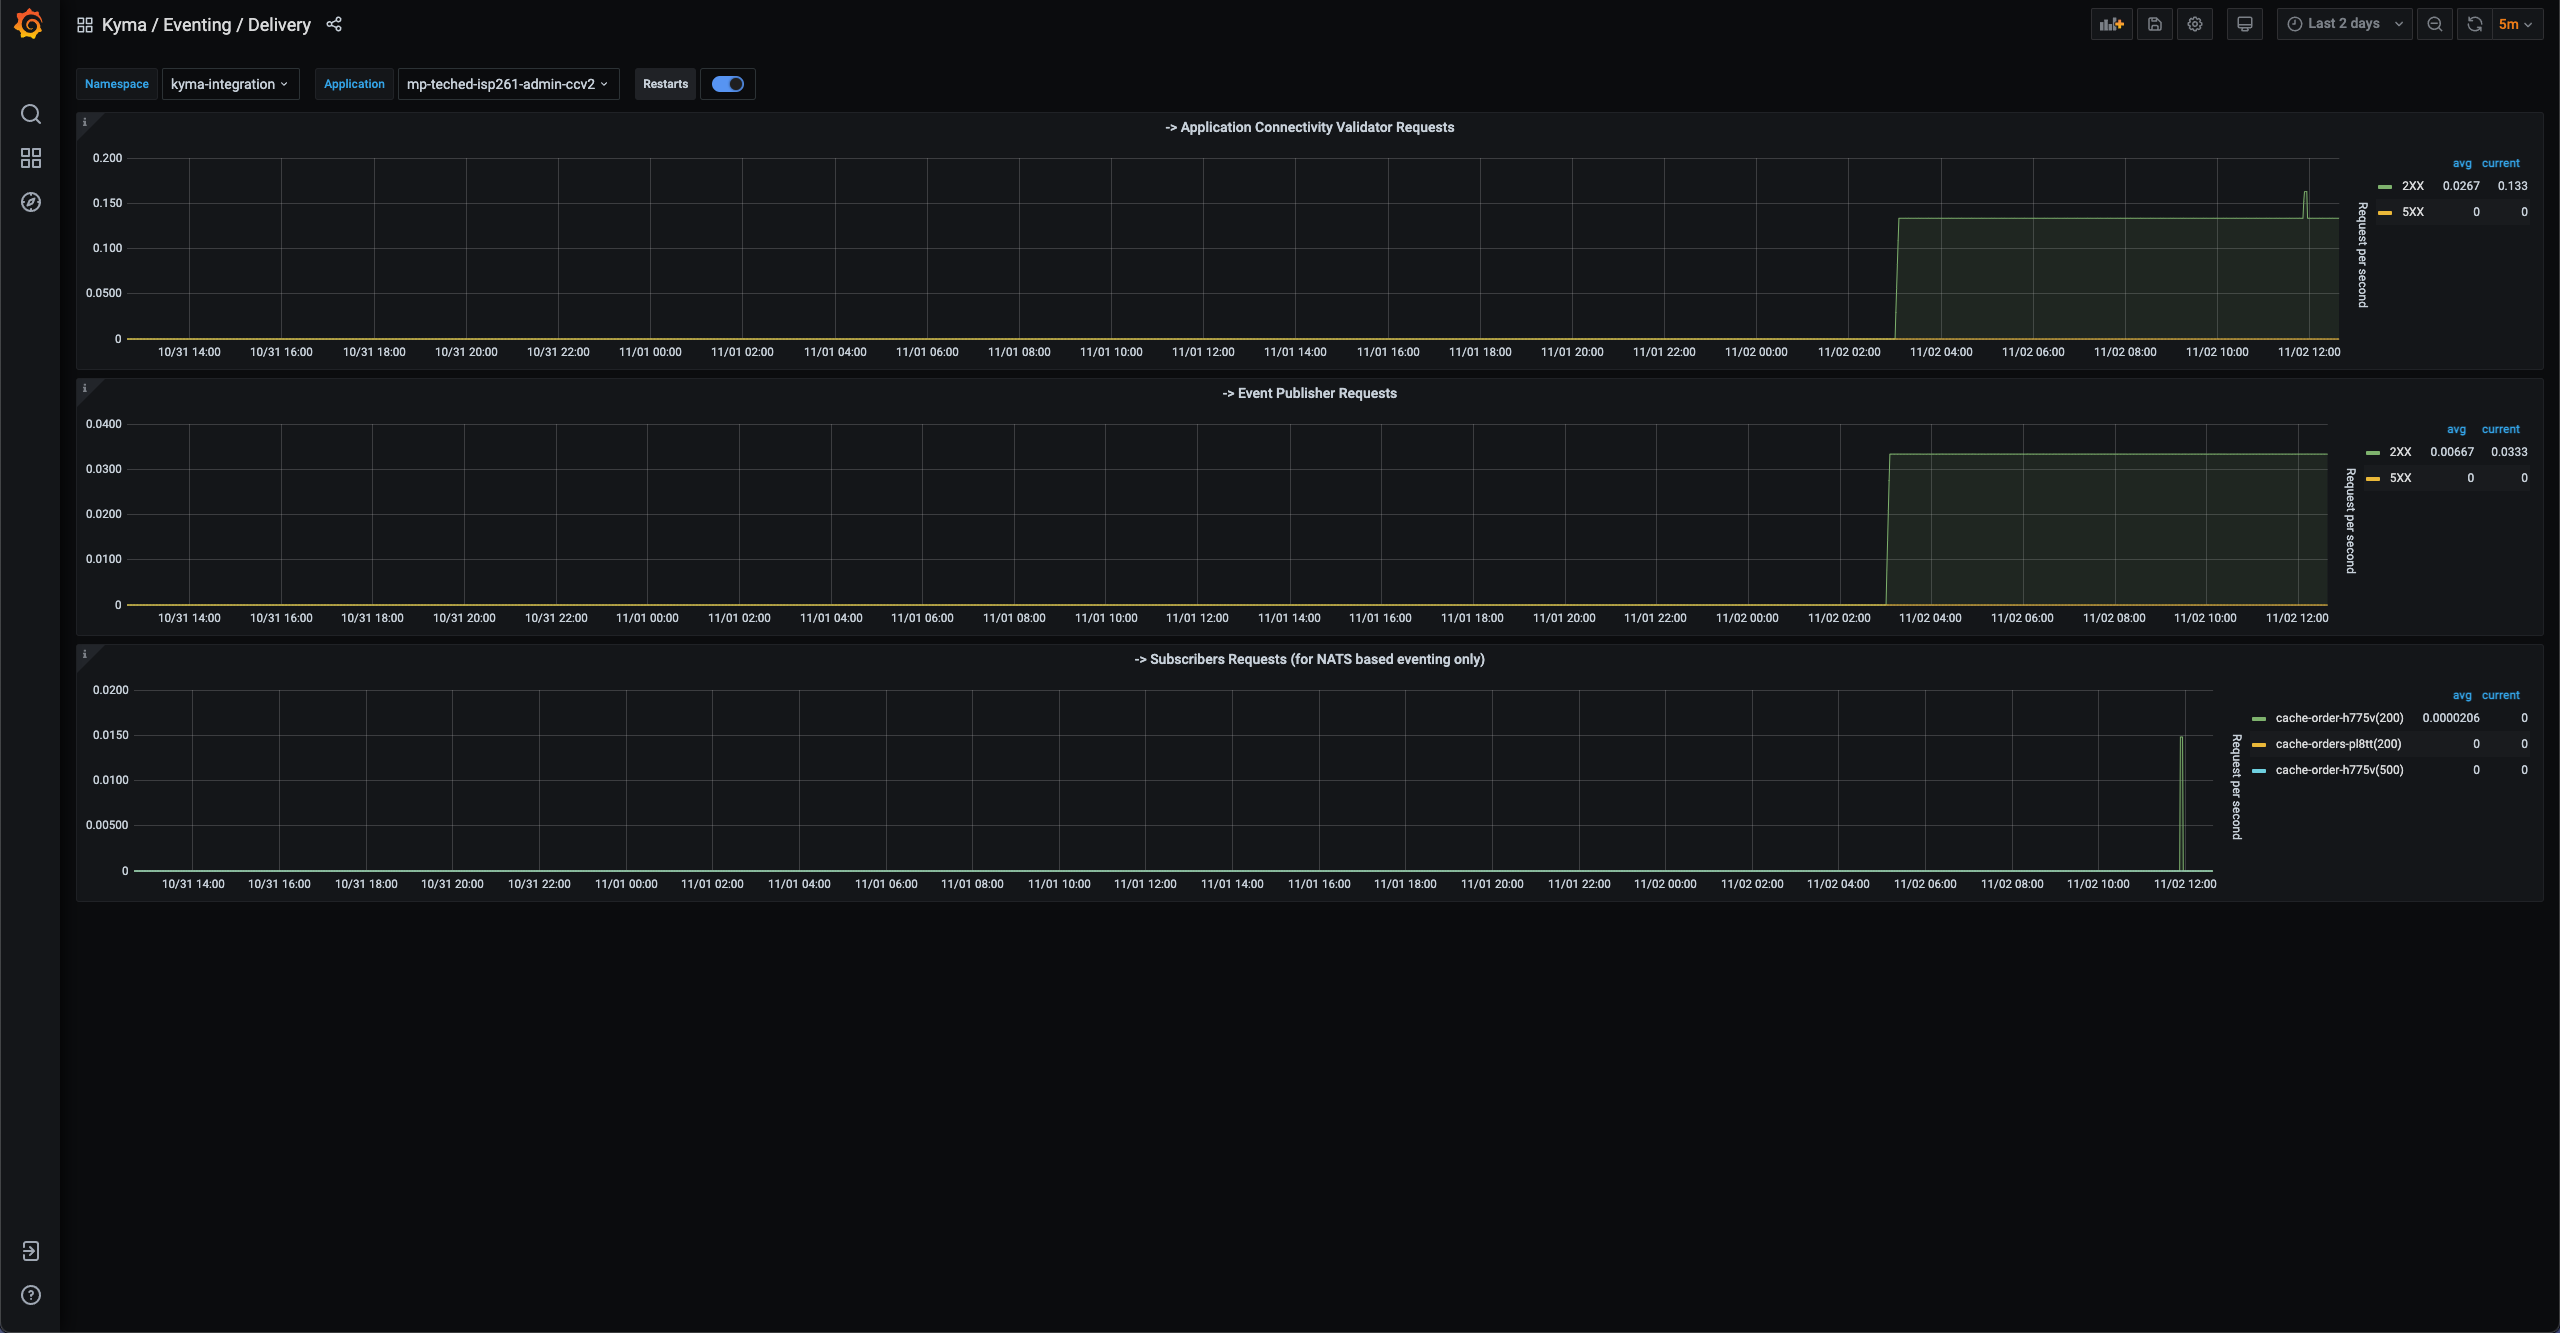 Kyma / Eventing / Delivery
Last 2 days
5m
Namespace kyma-integration Application mp-teched-isp261-admin-ccv2 Restarts
-> Application Connectivity Validator Requests
0.200
0.150
0.100
0.0500
0
10/31 14:00 10/31 16:00 10/31 18:00 10/31 20:00 10/31 22:00 11/01 00:00 11/01 02:00 11/01 04:00 11/01 06:00 11/01 08:00 11/01 10:00 11/01 12:00 11/01 14:00 11/01 16:00 11/01 18:00 11/01 20:00 11/01 22:00 11/02 00:00 11/02 02:00 11/02 04:00 11/02 06:00 11/02 08:00 11/02 10:00 11/02 12:00
Request per second
avg current
2XX 0.0267 0.133
5XX 0 0
-> Event Publisher Requests
0.0400
0.0300
0.0200
0.0100
0
10/31 14:00 10/31 16:00 10/31 18:00 10/31 20:00 10/31 22:00 11/01 00:00 11/01 02:00 11/01 04:00 11/01 06:00 11/01 08:00 11/01 10:00 11/01 12:00 11/01 14:00 11/01 16:00 11/01 18:00 11/01 20:00 11/01 22:00 11/02 00:00 11/02 02:00 11/02 04:00 11/02 06:00 11/02 08:00 11/02 10:00 11/02 12:00
Request per second
avg current
2XX 0.00667 0.0333
5XX 0 0
-> Subscribers Requests (for NATS based eventing only)
0.0200
0.0150
0.0100
0.00500
0
10/31 14:00 10/31 16:00 10/31 18:00 10/31 20:00 10/31 22:00 11/01 00:00 11/01 02:00 11/01 04:00 11/01 06:00 11/01 08:00 11/01 10:00 11/01 12:00 11/01 14:00 11/01 16:00 11/01 18:00 11/01 20:00 11/01 22:00 11/02 00:00 11/02 02:00 11/02 04:00 11/02 06:00 11/02 08:00 11/02 10:00 11/02 12:00
Request per second
avg current
cache-order-h775v(200) 0.0000206 0
cache-orders-pl8tt(200) 0 0
cache-order-h775v(500) 0 0